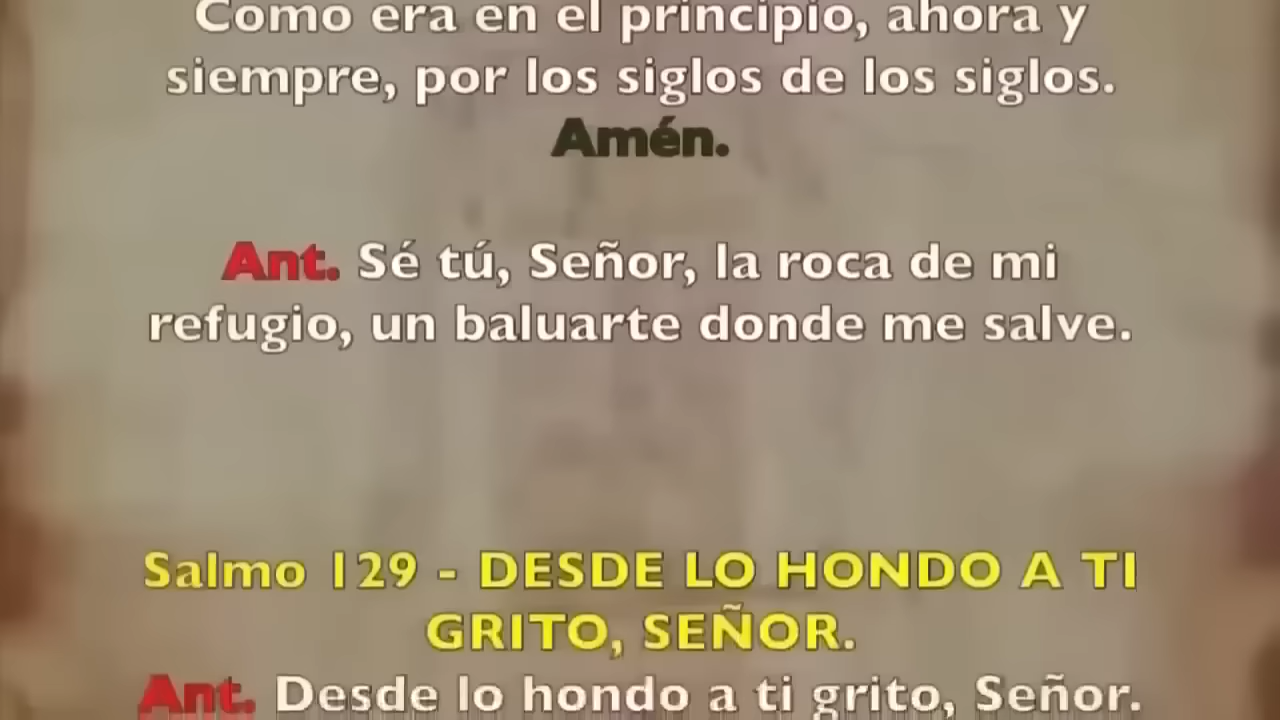 Como era en el principio, ahora y
siempre, por los siglos de los siglos.
Amén.
Ant. Sé tú, Señor, la roca de mi
refugio, un baluarte donde me salve.
Salmo 129 - DESDE LO HONDO A TI
GRITO, SEÑOR.
Ant. Desde lo hondo a ti grito, Señor.